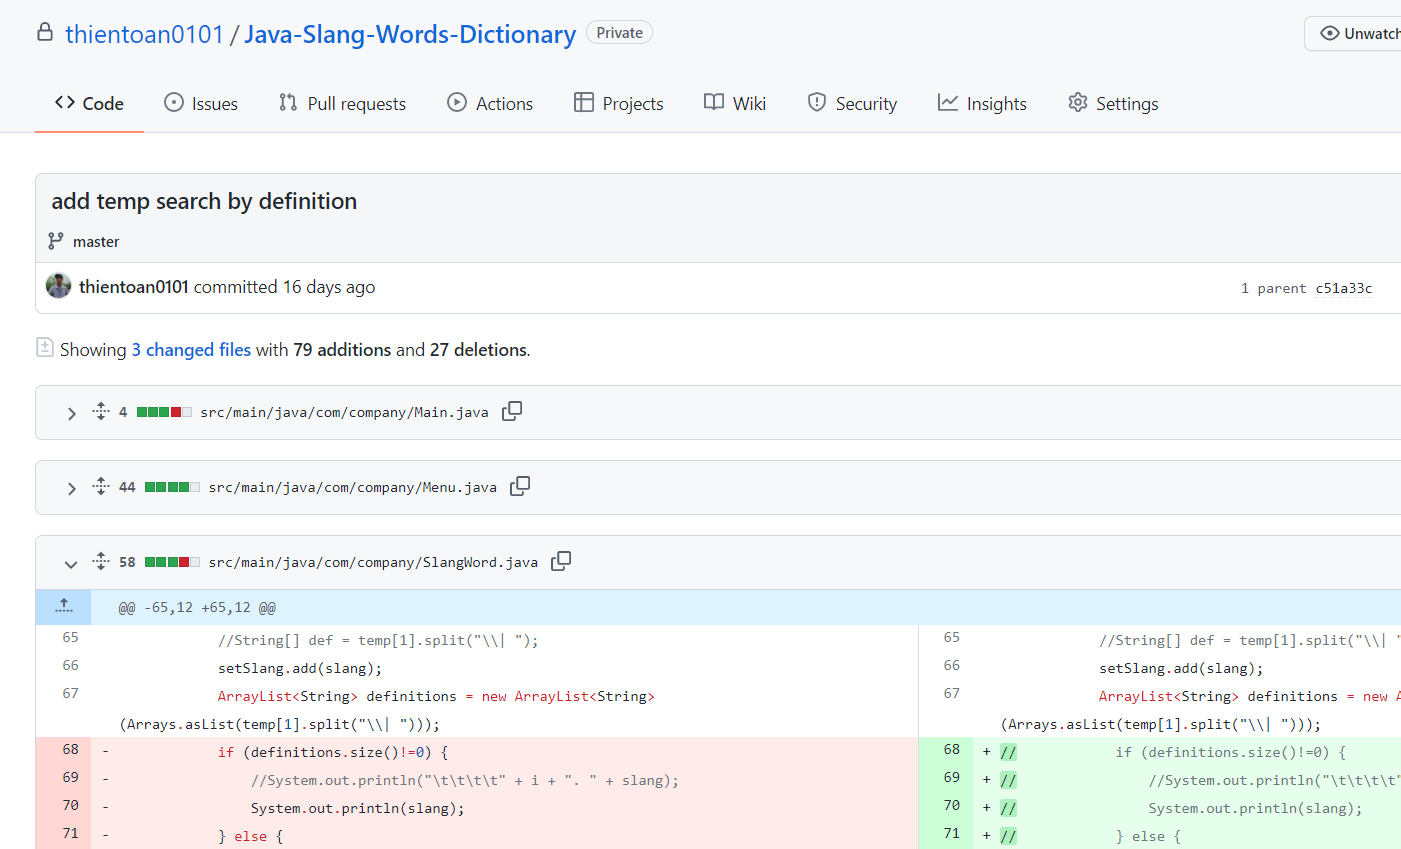 thientoan0101 / Java-Slang-Words-Dictionary Private Unwatch
Code Issues Pull requests Actions Projects Wiki Security Insights Settings
add temp search by definition
master
thientoan0101 committed 16 days ago 1 parent c51a33c
Showing 3 changed files with 79 additions and 27 deletions.
4 src/main/java/com/company/Main.java
44 src/main/java/com/company/Menu.java
58 src/main/java/com/company/SlangWord.java
@@ -65,12 +65,12 @@
65 //String[] def = temp[1].split("\\| "); 65 //String[] def = temp[1].split("\\| "
66 setSlang.add(slang); 66 setSlang.add(slang);
67 ArrayList<String> definitions = new ArrayList<String> 67 ArrayList<String> definitions = new A
(Arrays.asList(temp[1].split("\\| "))); (Arrays.asList(temp[1].split("\\| ")));
68 - if (definitions.size()!=0) { 68 + // if (definitions.size()!=0) {
69 - //System.out.println("\t\t\t\t" + i + ". " + slang); 69 + // //System.out.println("\t\t\t\t"
70 - System.out.println(slang); 70 + // System.out.println(slang);
71 - } else { 71 + // } else {